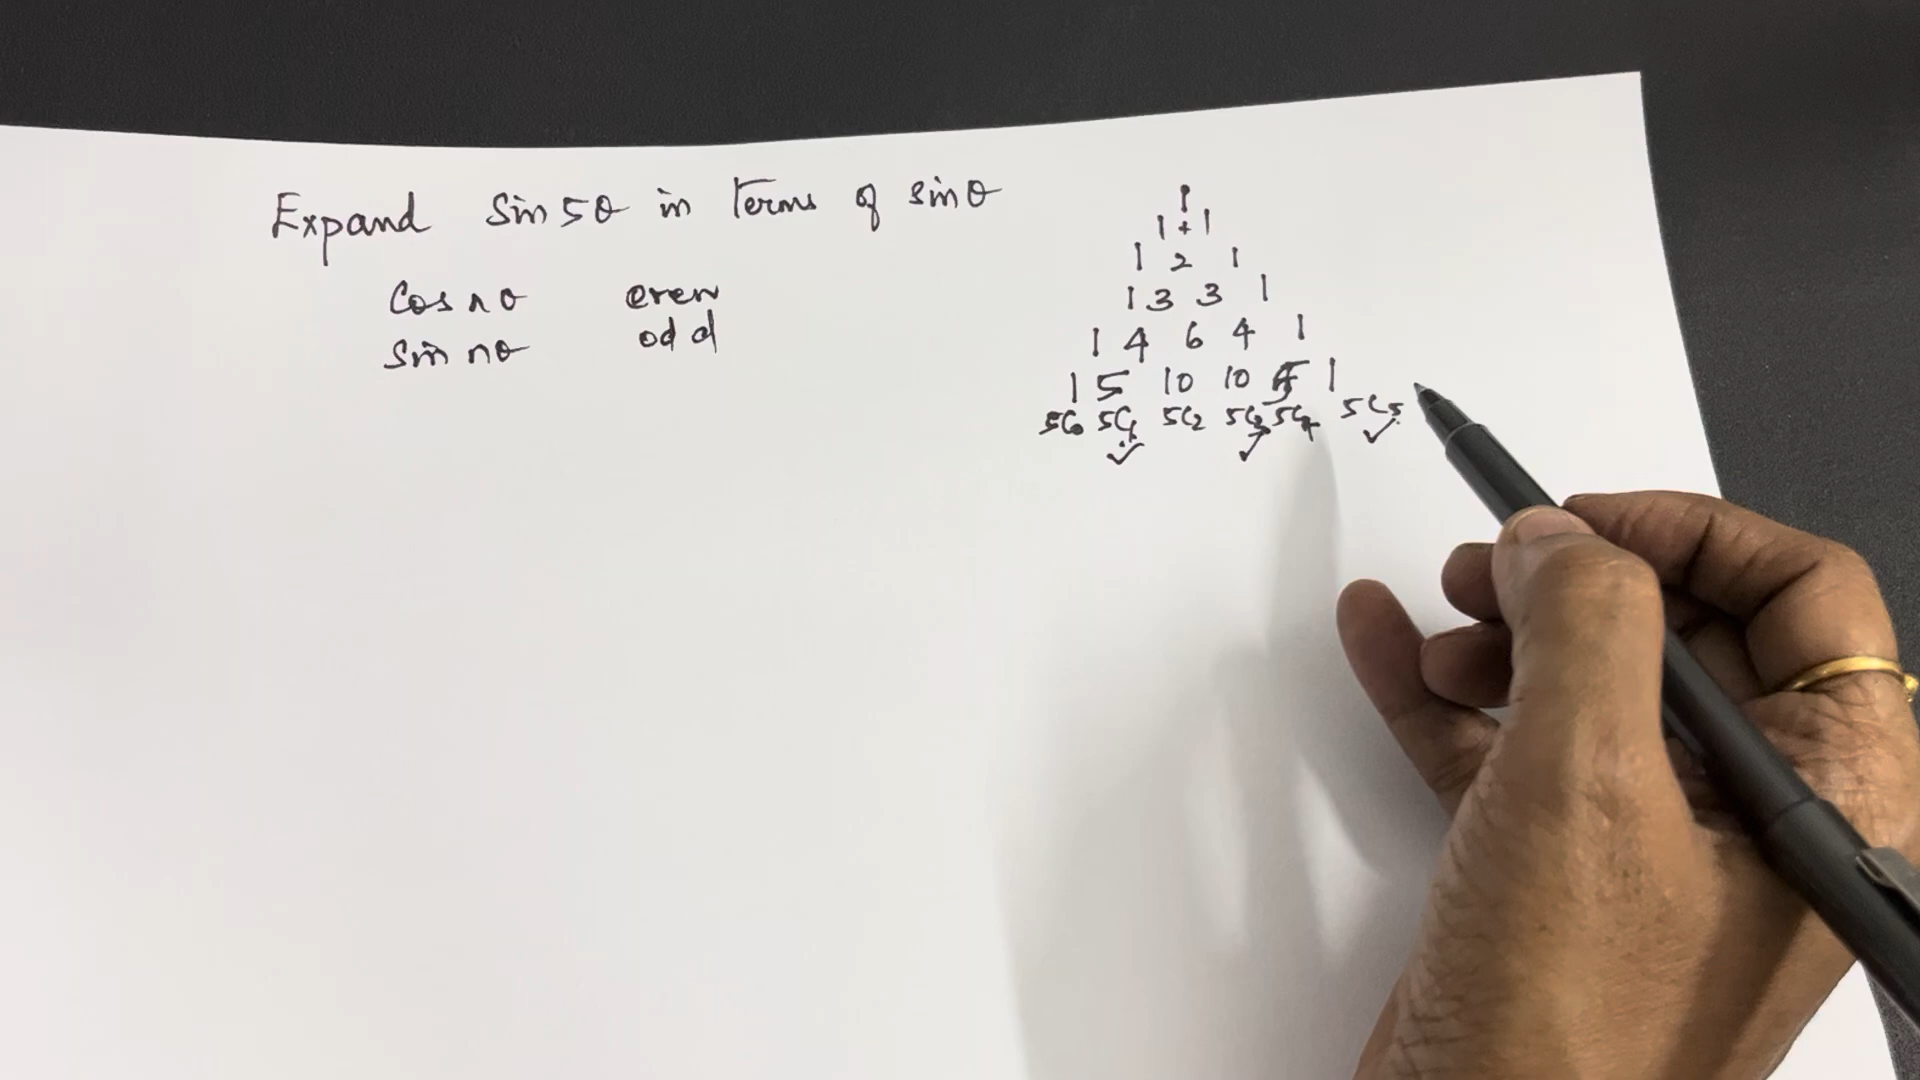 Expand sin 5θ in terms of sinθ
cos nθ even
sin nθ odd
1
1 + 1
1 2 1
1 3 3 1
1 4 6 4 1
1 5 10 10 5 1
5C0 5C1 5C2 5C3 5C4 5C5
✓ ✓ ✓